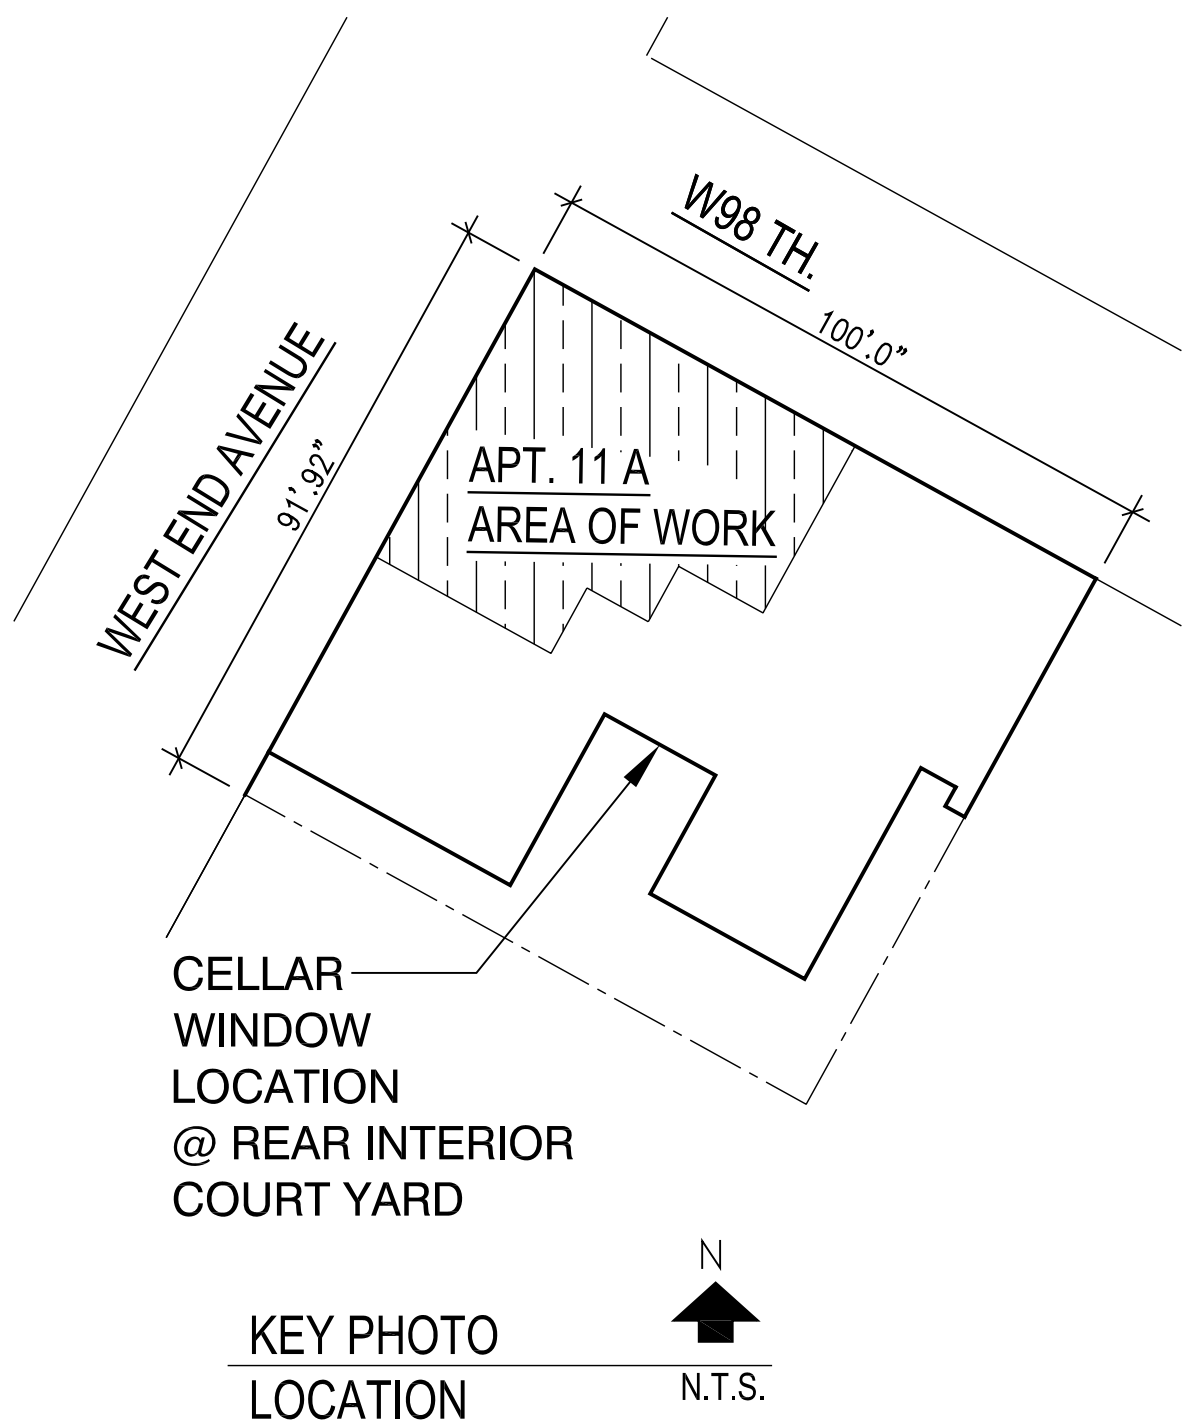 W98 TH.
100'.0"
WEST END AVENUE
91'.92"
APT. 11 A
AREA OF WORK
CELLAR
WINDOW
LOCATION
@ REAR INTERIOR
COURT YARD
N
KEY PHOTO
LOCATION
N.T.S.